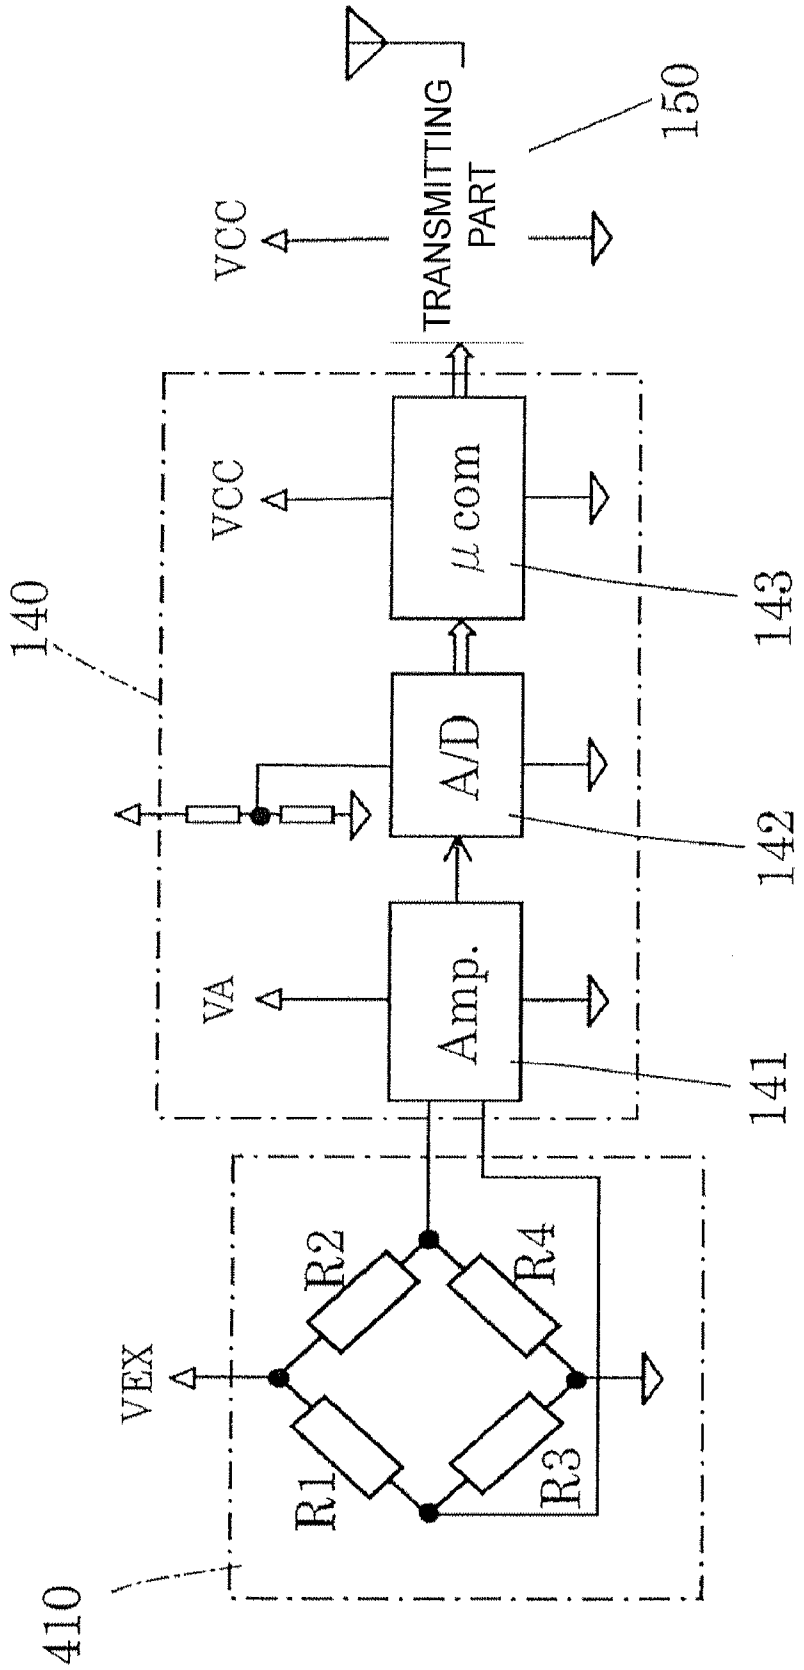 410
140
VEX
VA
VCC
VCC
R1
R2
R3
R4
Amp.
A/D
μ com
TRANSMITTING
PART
141
142
143
150